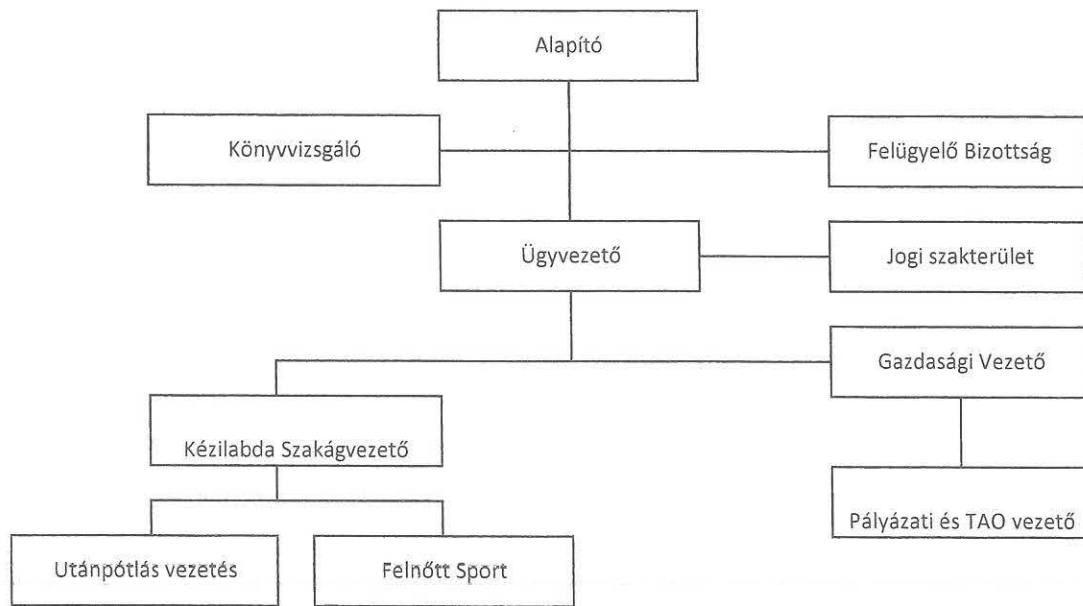 Alapító
Könyvvizsgáló
Felügyelő Bizottság
Ügyvezető
Jogi szakterület
Gazdasági Vezető
Kézilabda Szakágvezető
Pályázati és TAO vezető
Utánpótlás vezetés
Felnőtt Sport